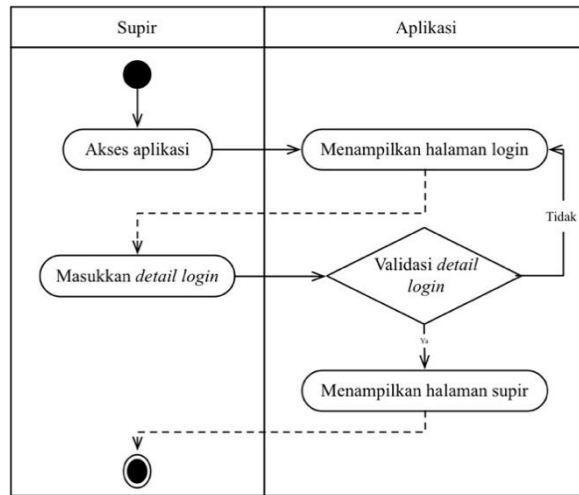 Supir
Aplikasi
Akses aplikasi
Menampilkan halaman login
Tidak
Masukkan detail login
Validasi detail
login
Ya
Menampilkan halaman supir